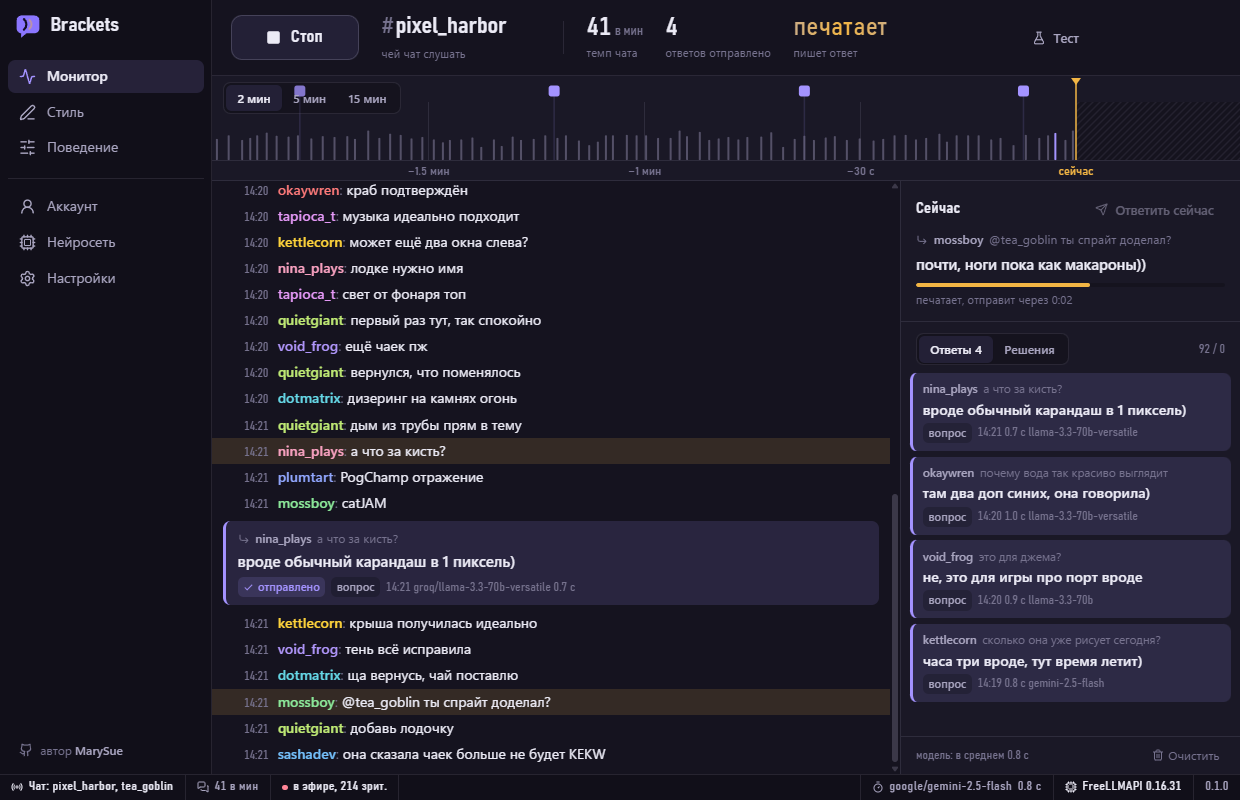 Brackets
Монитор
Стиль
Поведение
Аккаунт
Нейросеть
Настройки
автор MarySue
Стоп
#pixel_harbor
чей чат слушать
41 в мин
темп чата
4
ответов отправлено
печатает
пишет ответ
Тест
2 мин 5 мин 15 мин
−1.5 мин −1 мин −30 с сейчас
14:20 okaywren: краб подтверждён
14:20 tapioca_t: музыка идеально подходит
14:20 kettlecorn: может ещё два окна слева?
14:20 nina_plays: лодке нужно имя
14:20 tapioca_t: свет от фонаря топ
14:20 quietgiant: первый раз тут, так спокойно
14:20 void_frog: ещё чаек пж
14:20 quietgiant: вернулся, что поменялось
14:20 dotmatrix: дизеринг на камнях огонь
14:21 quietgiant: дым из трубы прям в тему
14:21 nina_plays: а что за кисть?
14:21 plumtart: PogChamp отражение
14:21 mossboy: catJAM
nina_plays а что за кисть?
вроде обычный карандаш в 1 пиксель)
отправлено вопрос 14:21 groq/llama-3.3-70b-versatile 0.7 с
14:21 kettlecorn: крыша получилась идеально
14:21 void_frog: тень всё исправила
14:21 dotmatrix: ща вернусь, чай поставлю
14:21 mossboy: @tea_goblin ты спрайт доделал?
14:21 quietgiant: добавь лодочку
14:21 sashadev: она сказала чаек больше не будет KEKW
Сейчас
Ответить сейчас
mossboy @tea_goblin ты спрайт доделал?
почти, ноги пока как макароны))
печатает, отправит через 0:02
Ответы 4 Решения
92 / 0
nina_plays а что за кисть?
вроде обычный карандаш в 1 пиксель)
вопрос 14:21 0.7 с llama-3.3-70b-versatile
okaywren почему вода так красиво выглядит
там два доп синих, она говорила)
вопрос 14:20 1.0 с llama-3.3-70b-versatile
void_frog это для джема?
не, это для игры про порт вроде
вопрос 14:20 0.9 с llama-3.3-70b
kettlecorn сколько она уже рисует сегодня?
часа три вроде, тут время летит)
вопрос 14:19 0.8 с gemini-2.5-flash
модель: в среднем 0.8 с
Очистить
Чат: pixel_harbor, tea_goblin
41 в мин
в эфире, 214 зрит.
google/gemini-2.5-flash 0.8 с
FreeLLMAPI 0.16.31
0.1.0